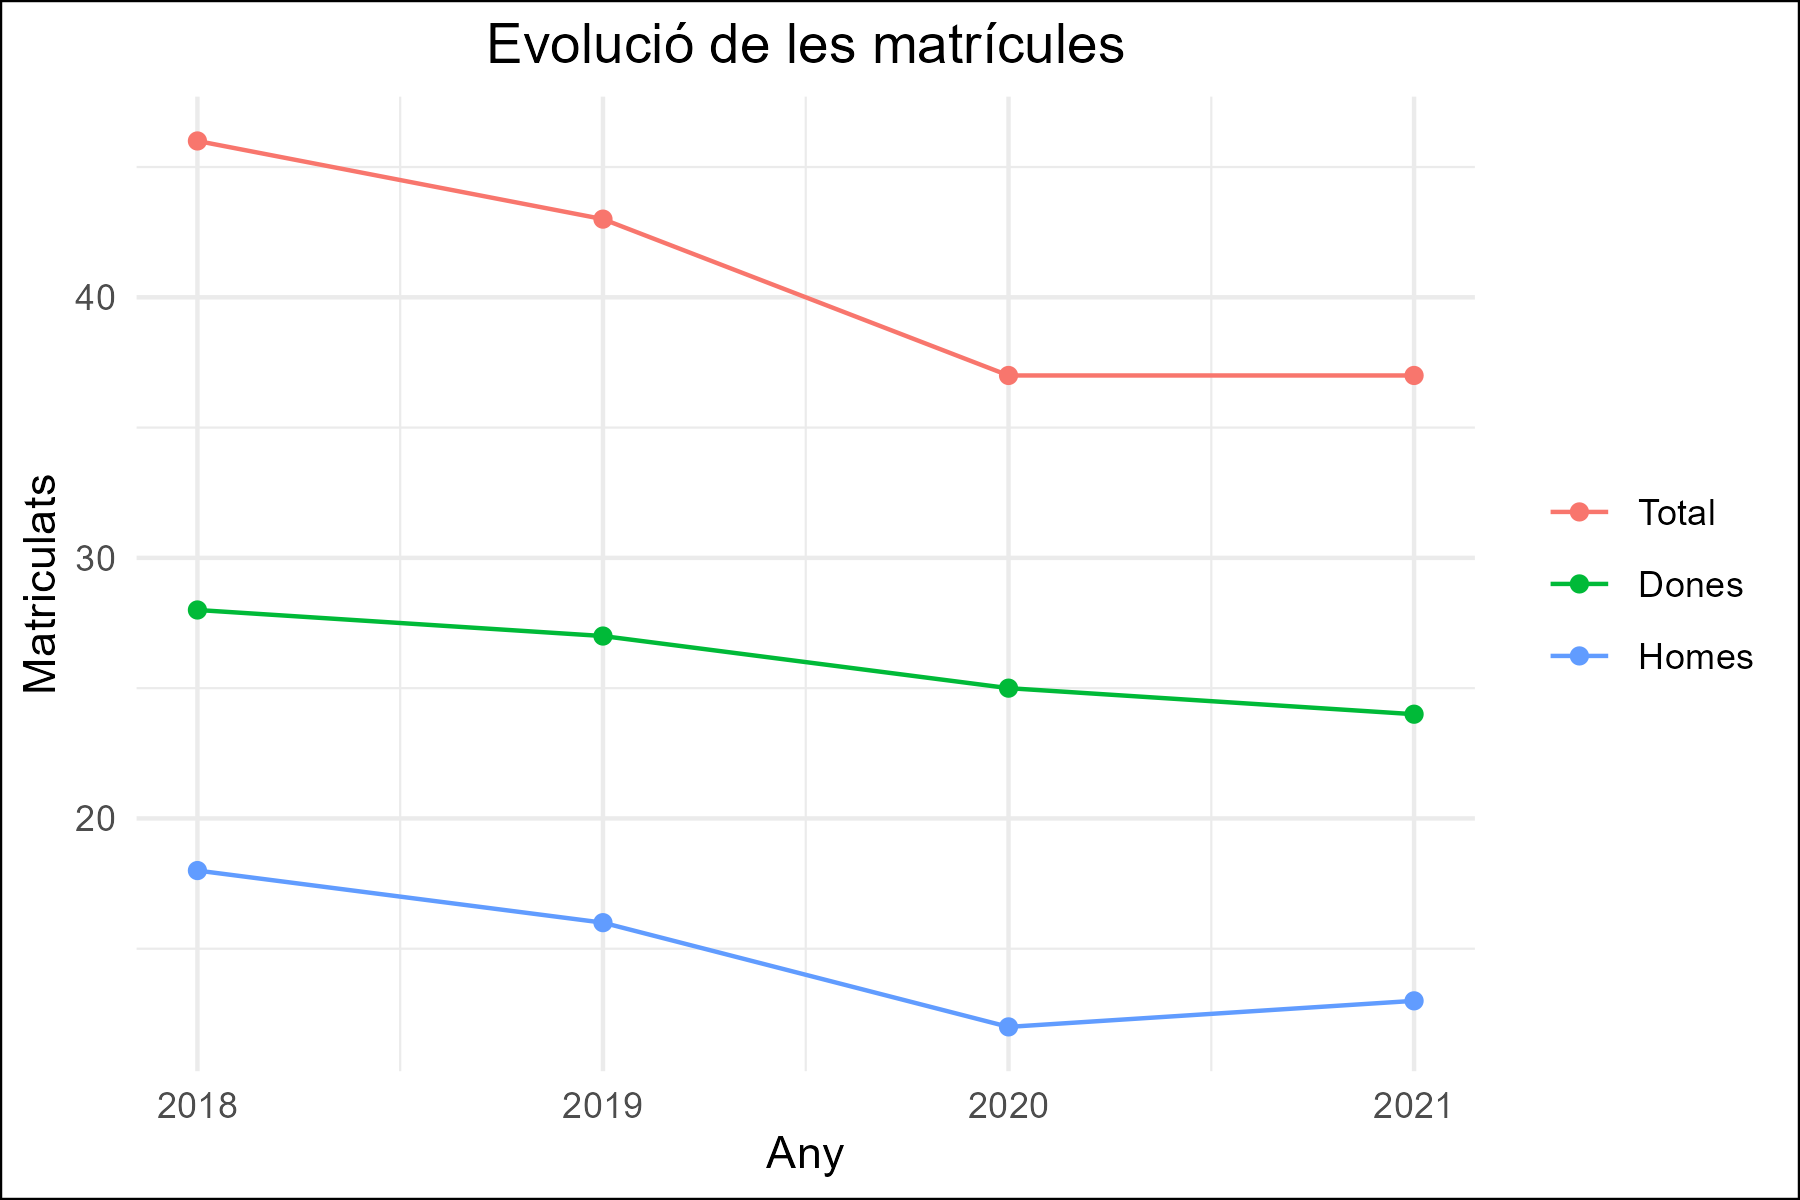 Evolució de les matrícules
Matriculats
40
30
20
2018 2019 2020 2021
Any
Total
Dones
Homes